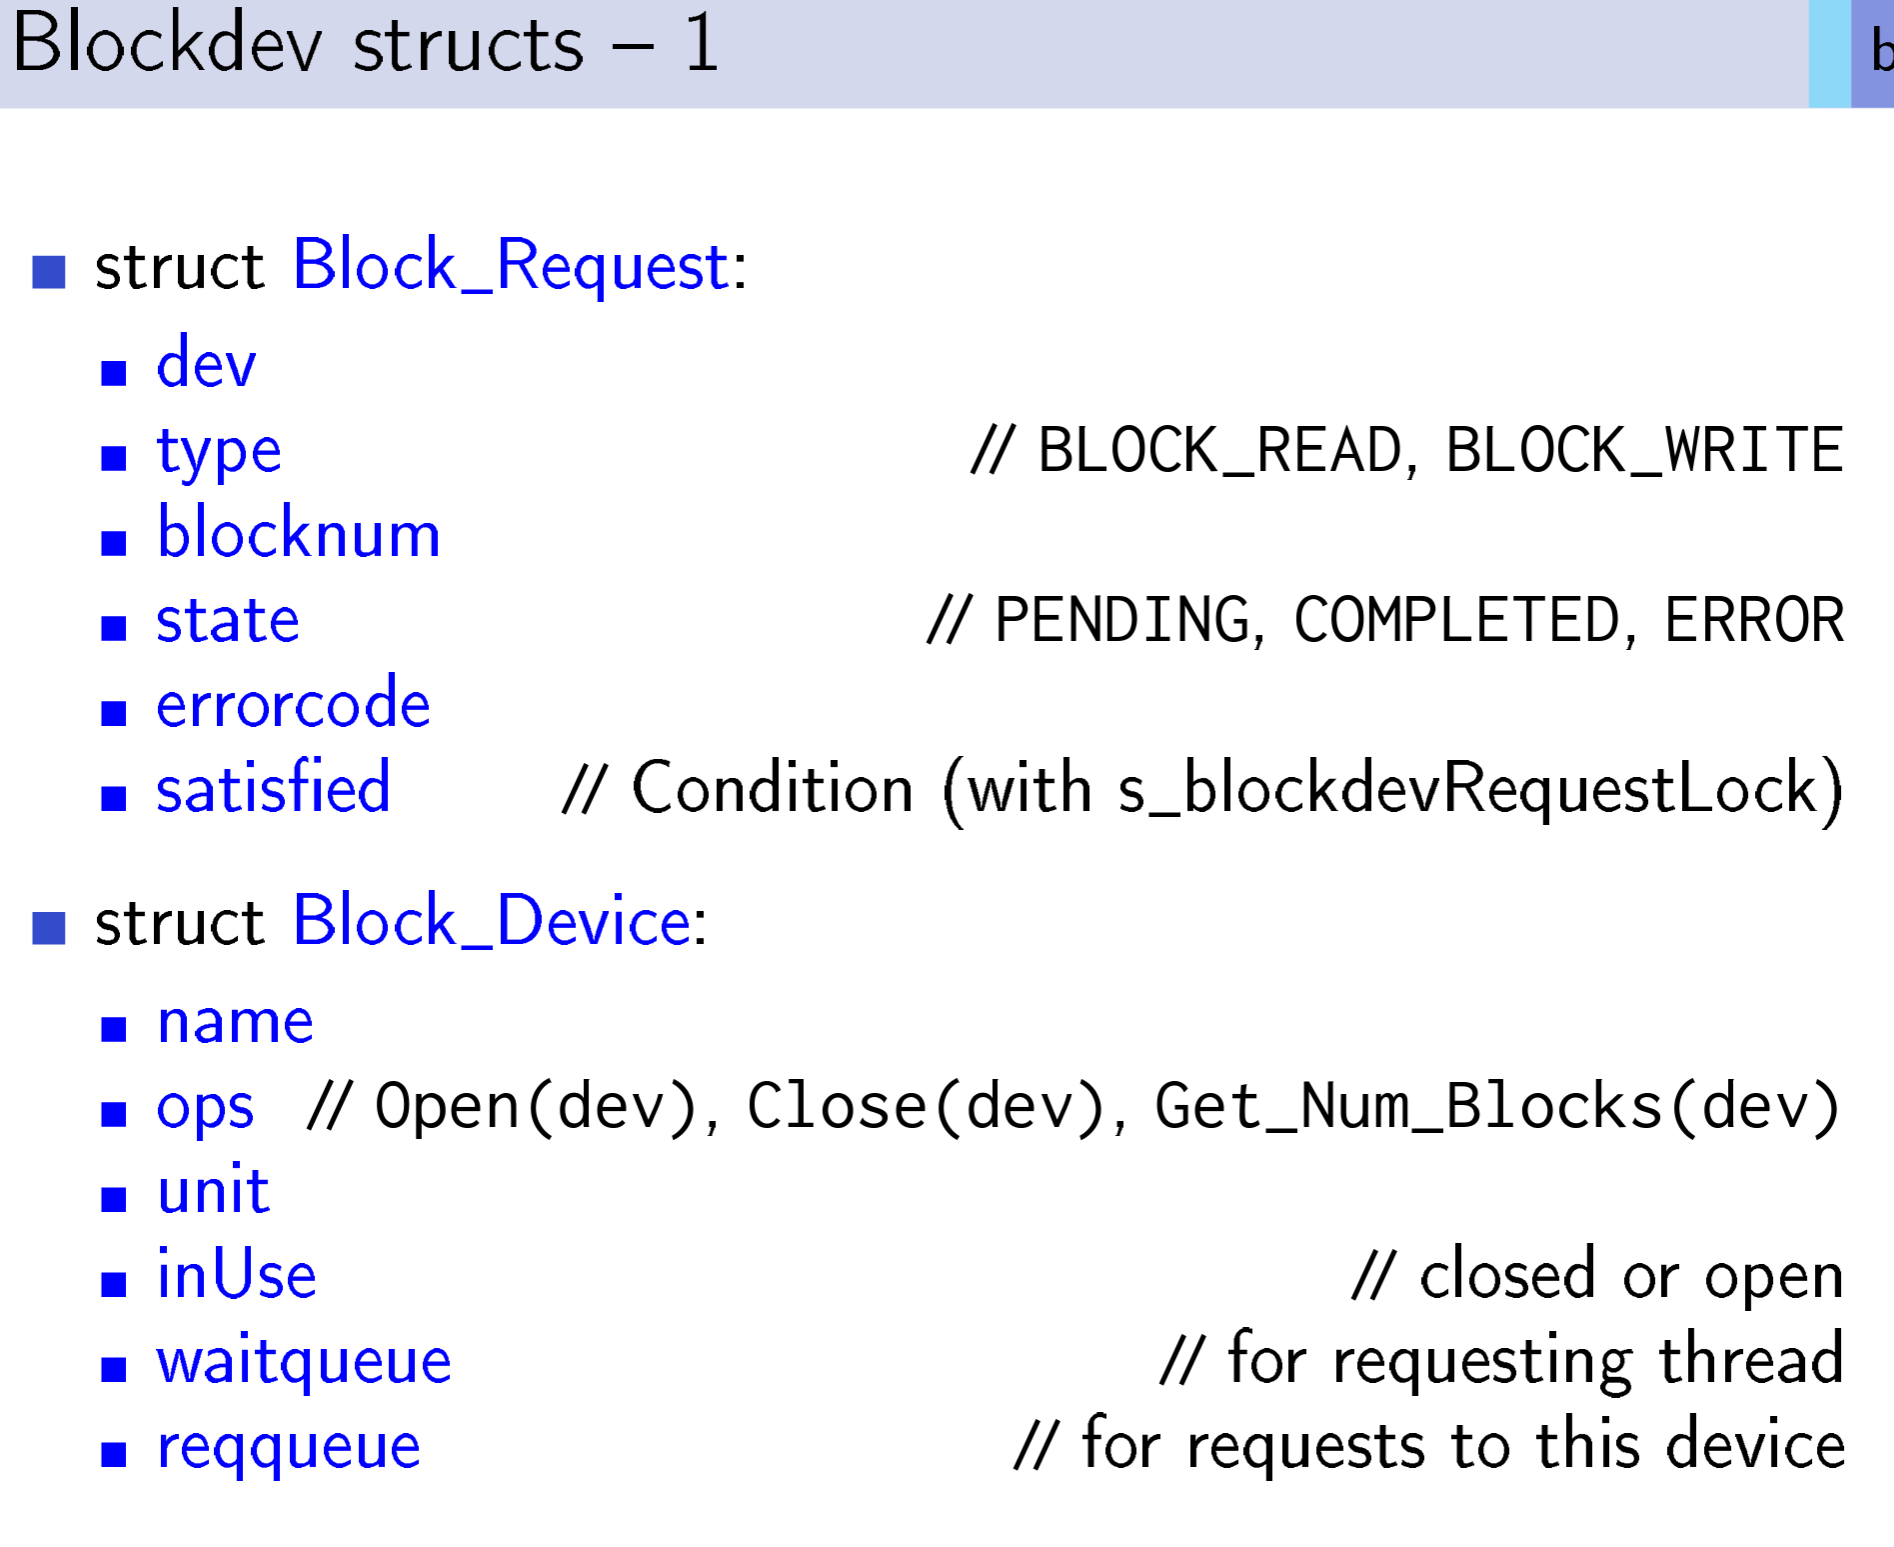 Blockdev structs – 1
b
struct Block_Request:
dev
type // BLOCK_READ, BLOCK_WRITE
blocknum
state // PENDING, COMPLETED, ERROR
errorcode
satisfied // Condition (with s_blockdevRequestLock)
struct Block_Device:
name
ops // Open(dev), Close(dev), Get_Num_Blocks(dev)
unit
inUse // closed or open
waitqueue // for requesting thread
reqqueue // for requests to this device